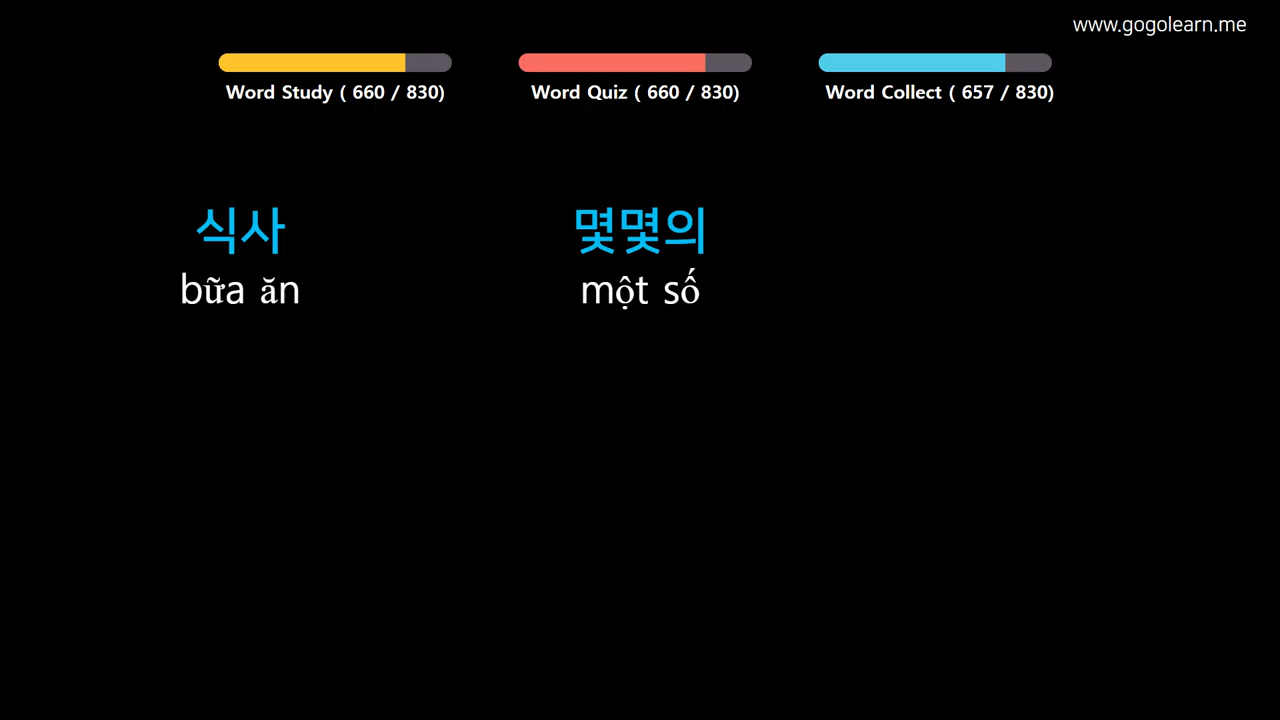 www.gogolearn.me
Word Study ( 660 / 830)
Word Quiz ( 660 / 830)
Word Collect ( 657 / 830)
식사
bữa ăn
몇몇의
một số